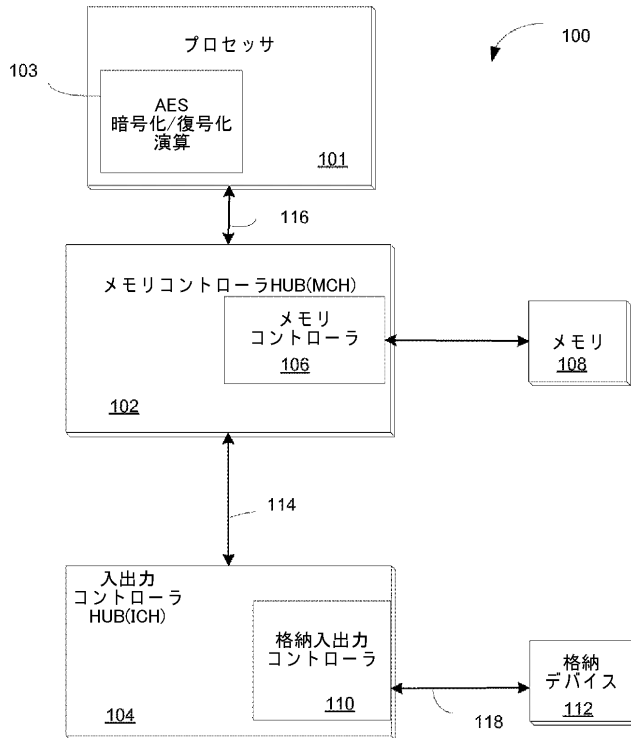 プロセッサ
100
103
AES
暗号化/復号化
演算
101
116
メモリコントローラHUB(MCH)
メモリ
コントローラ
106
メモリ
108
102
114
入出力
コントローラ
HUB(ICH)
格納入出力
コントローラ
格納
デバイス
110
104
118
112